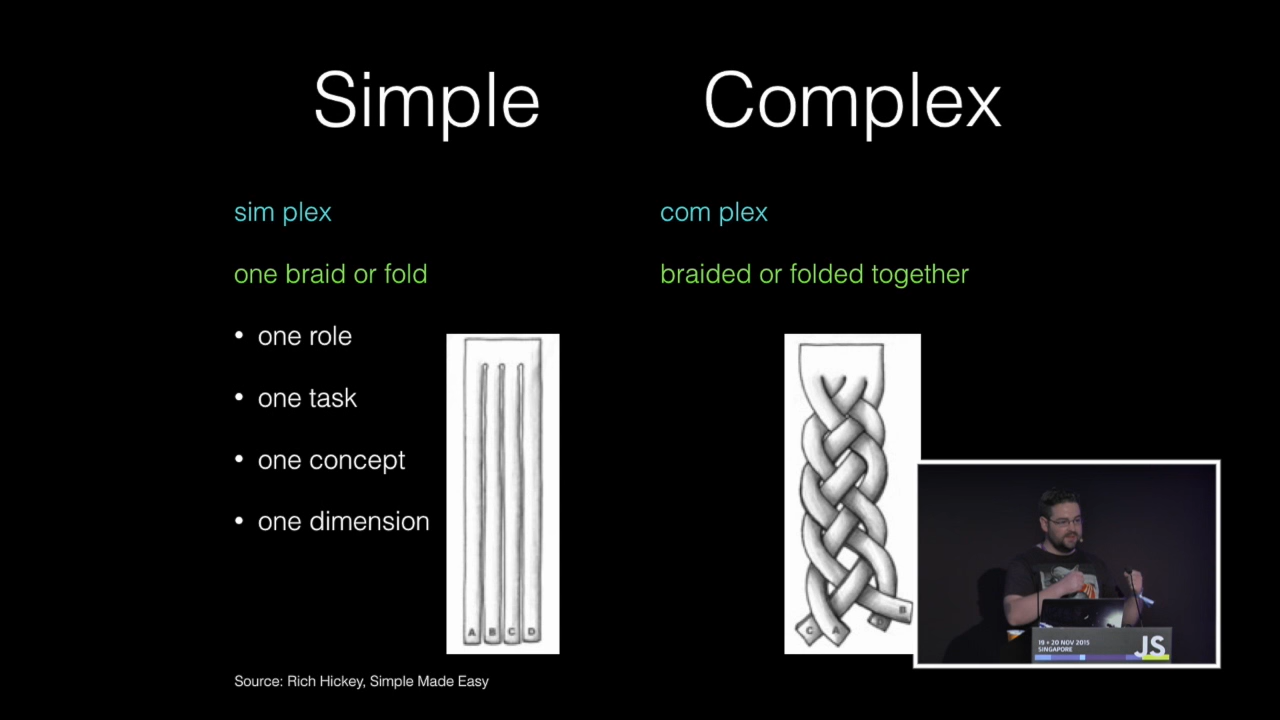 Simple
Complex
sim plex
com plex
one braid or fold
braided or folded together
• one role
• one task
• one concept
• one dimension
A B C D
C A D B
Source: Rich Hickey, Simple Made Easy
19 + 20 NOV 2015
SINGAPORE
JS